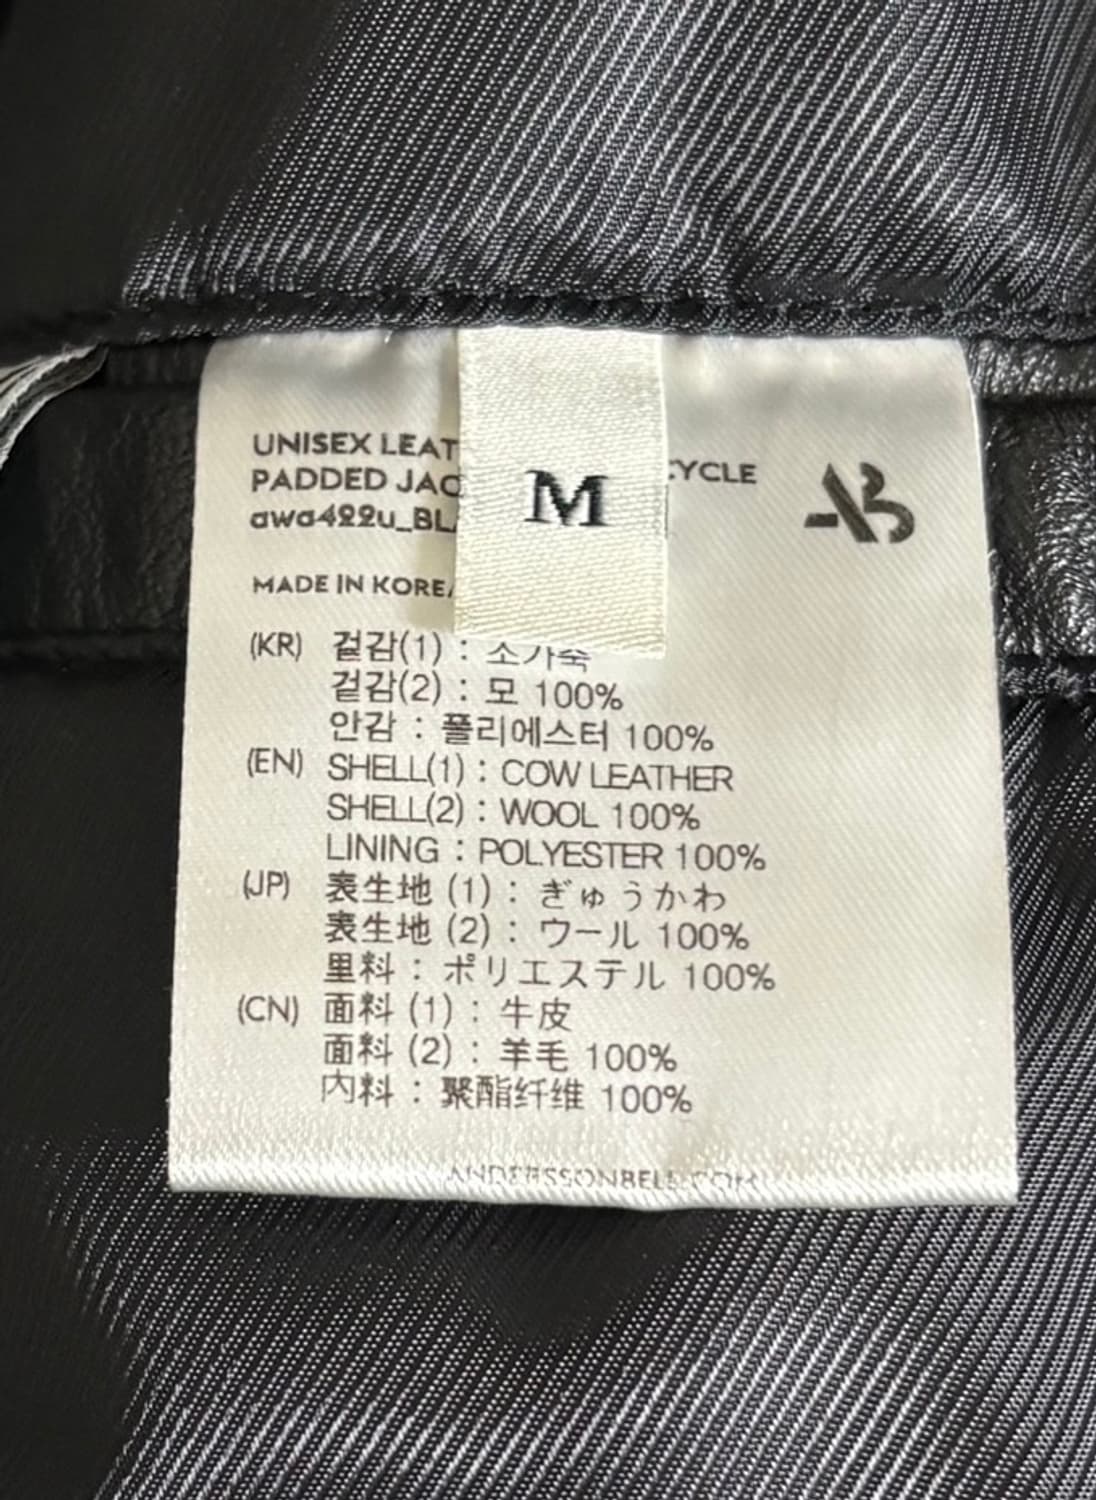 UNISEX LEAT CYCLE
PADDED JAC
M
awa422u_BL
MADE IN KOREA
(KR) 겉감(1) : 소가죽
겉감(2) : 모 100%
안감 : 폴리에스터 100%
(EN) SHELL(1) : COW LEATHER
SHELL(2) : WOOL 100%
LINING : POLYESTER 100%
(JP) 表生地 (1) : ぎゅうかわ
表生地 (2) : ウール 100%
里料 : ポリエステル 100%
(CN) 面料 (1) : 牛皮
面料 (2) : 羊毛 100%
内料 : 聚酯纤维 100%
ANDERSSONBELL.COM